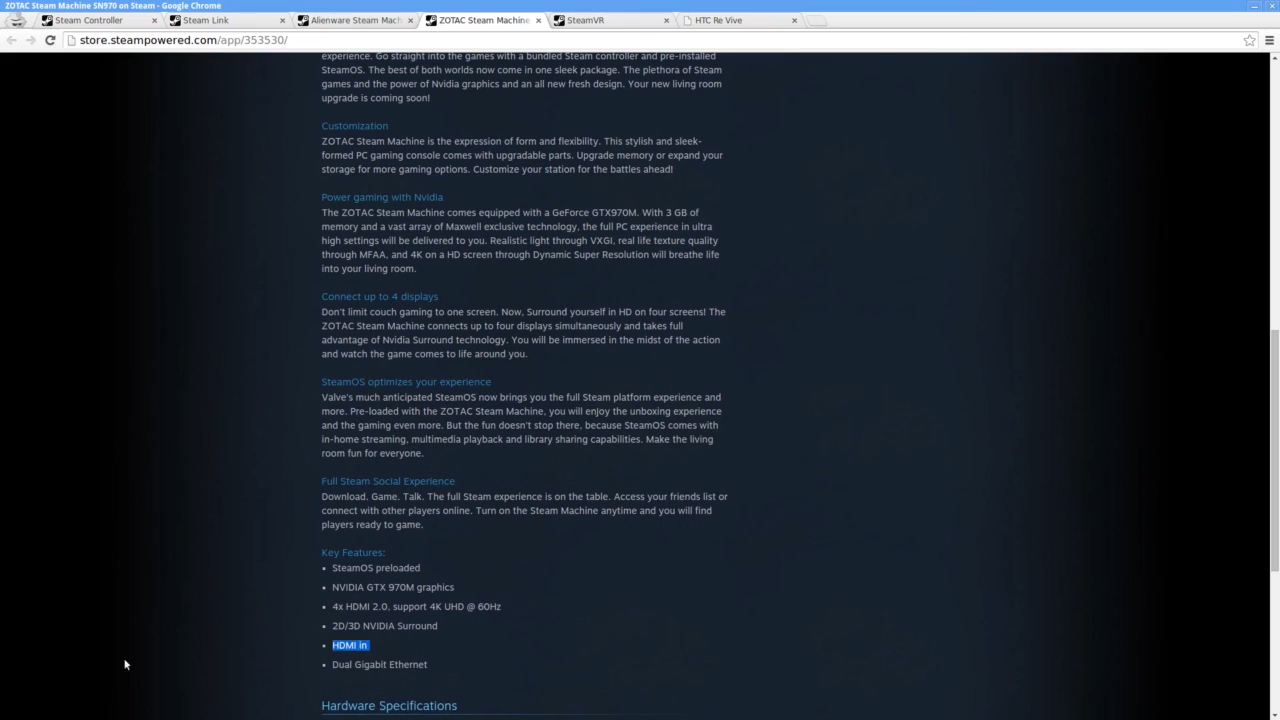 ZOTAC Steam Machine SN970 on Steam - Google Chrome
Steam Controller
Steam Link
Alienware Steam Mach
ZOTAC Steam Machine
SteamVR
HTC Re Vive
store.steampowered.com/app/353530/
experience. Go straight into the games with a bundled Steam controller and pre-installed
SteamOS. The best of both worlds now come in one sleek package. The plethora of Steam
games and the power of Nvidia graphics and an all new fresh design. Your new living room
upgrade is coming soon!
Customization
ZOTAC Steam Machine is the expression of form and flexibility. This stylish and sleek-
formed PC gaming console comes with upgradable parts. Upgrade memory or expand your
storage for more gaming options. Customize your station for the battles ahead!
Power gaming with Nvidia
The ZOTAC Steam Machine comes equipped with a GeForce GTX970M. With 3 GB of
memory and a vast array of Maxwell exclusive technology, the full PC experience in ultra
high settings will be delivered to you. Realistic light through VXGI, real life texture quality
through MFAA, and 4K on a HD screen through Dynamic Super Resolution will breathe life
into your living room.
Connect up to 4 displays
Don't limit couch gaming to one screen. Now, Surround yourself in HD on four screens! The
ZOTAC Steam Machine connects up to four displays simultaneously and takes full
advantage of Nvidia Surround technology. You will be immersed in the midst of the action
and watch the game comes to life around you.
SteamOS optimizes your experience
Valve's much anticipated SteamOS now brings you the full Steam platform experience and
more. Pre-loaded with the ZOTAC Steam Machine, you will enjoy the unboxing experience
and the gaming even more. But the fun doesn't stop there, because SteamOS comes with
in-home streaming, multimedia playback and library sharing capabilities. Make the living
room fun for everyone.
Full Steam Social Experience
Download. Game. Talk. The full Steam experience is on the table. Access your friends list or
connect with other players online. Turn on the Steam Machine anytime and you will find
players ready to game.
Key Features:
• SteamOS preloaded
• NVIDIA GTX 970M graphics
• 4x HDMI 2.0, support 4K UHD @ 60Hz
• 2D/3D NVIDIA Surround
• HDMI in
• Dual Gigabit Ethernet
Hardware Specifications